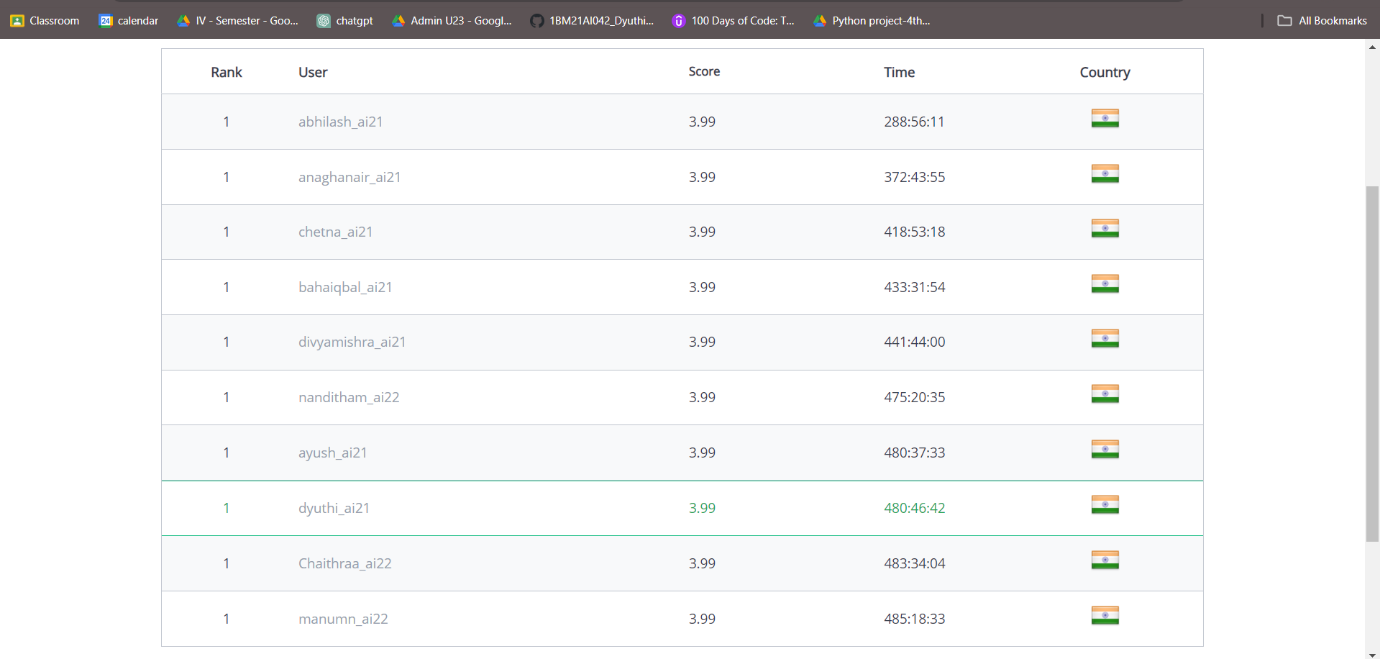 Classroom 24 calendar IV - Semester - Goo... chatgpt Admin U23 - Googl... 1BM21AI042_Dyuthi... 100 Days of Code: T... Python project-4th... All Bookmarks
Rank User Score Time Country
1 abhilash_ai21 3.99 288:56:11
1 anaghanair_ai21 3.99 372:43:55
1 chetna_ai21 3.99 418:53:18
1 bahaiqbal_ai21 3.99 433:31:54
1 divyamishra_ai21 3.99 441:44:00
1 nanditham_ai22 3.99 475:20:35
1 ayush_ai21 3.99 480:37:33
1 dyuthi_ai21 3.99 480:46:42
1 Chaithraa_ai22 3.99 483:34:04
1 manumn_ai22 3.99 485:18:33